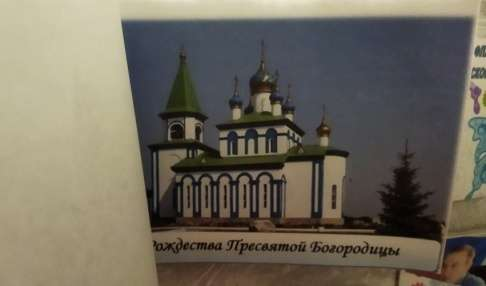 Рождества Пресвятой Богородицы